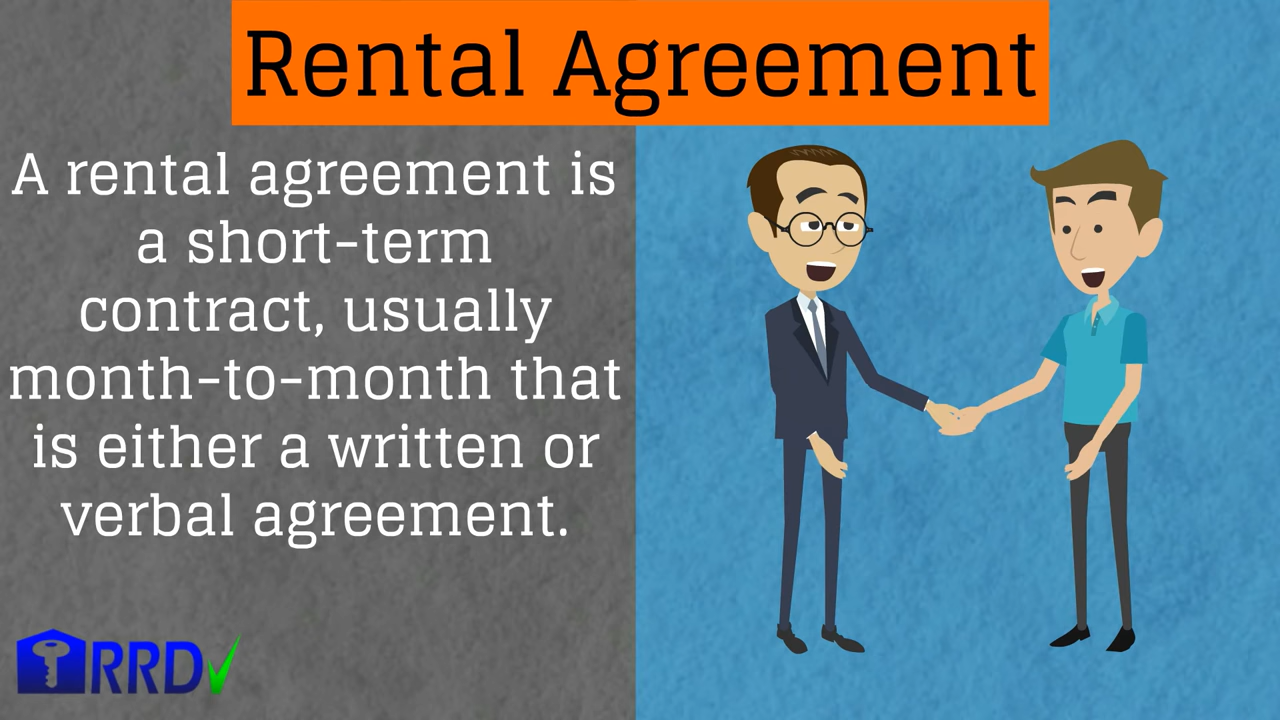 Rental Agreement
A rental agreement is
a short-term
contract, usually
month-to-month that
is either a written or
verbal agreement.
RRD